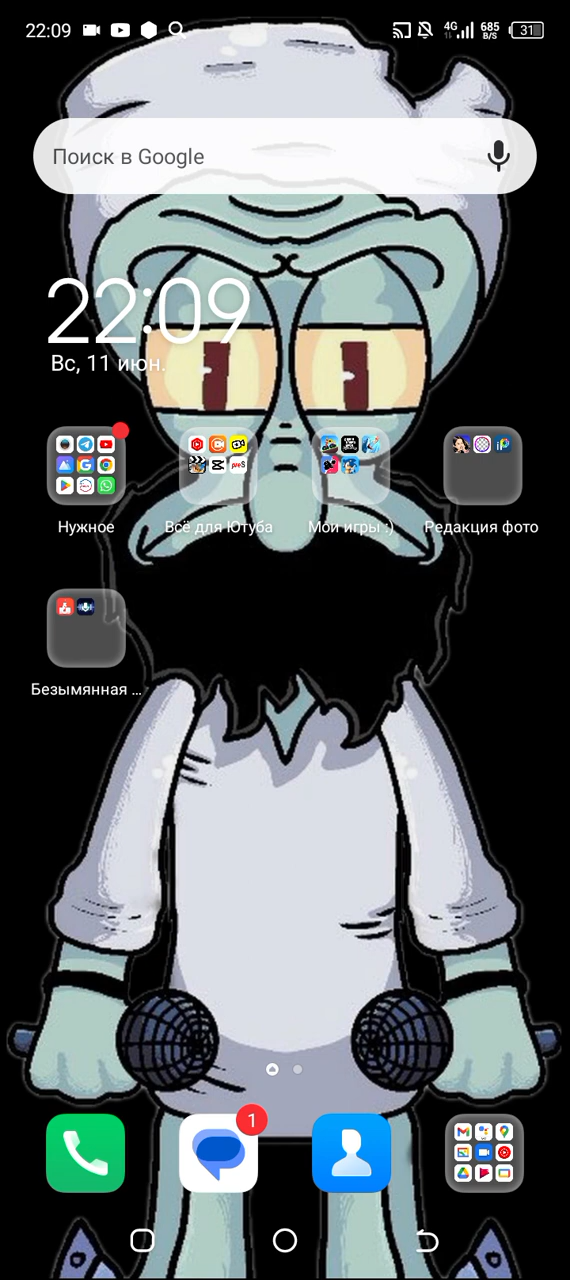 22:09
4G
685
B/S
31
Поиск в Google
22:09
Вс, 11 июн.
Нужное
Всё для Ютуба
Мои игры :)
Редакция фото
Безымянная ...
1